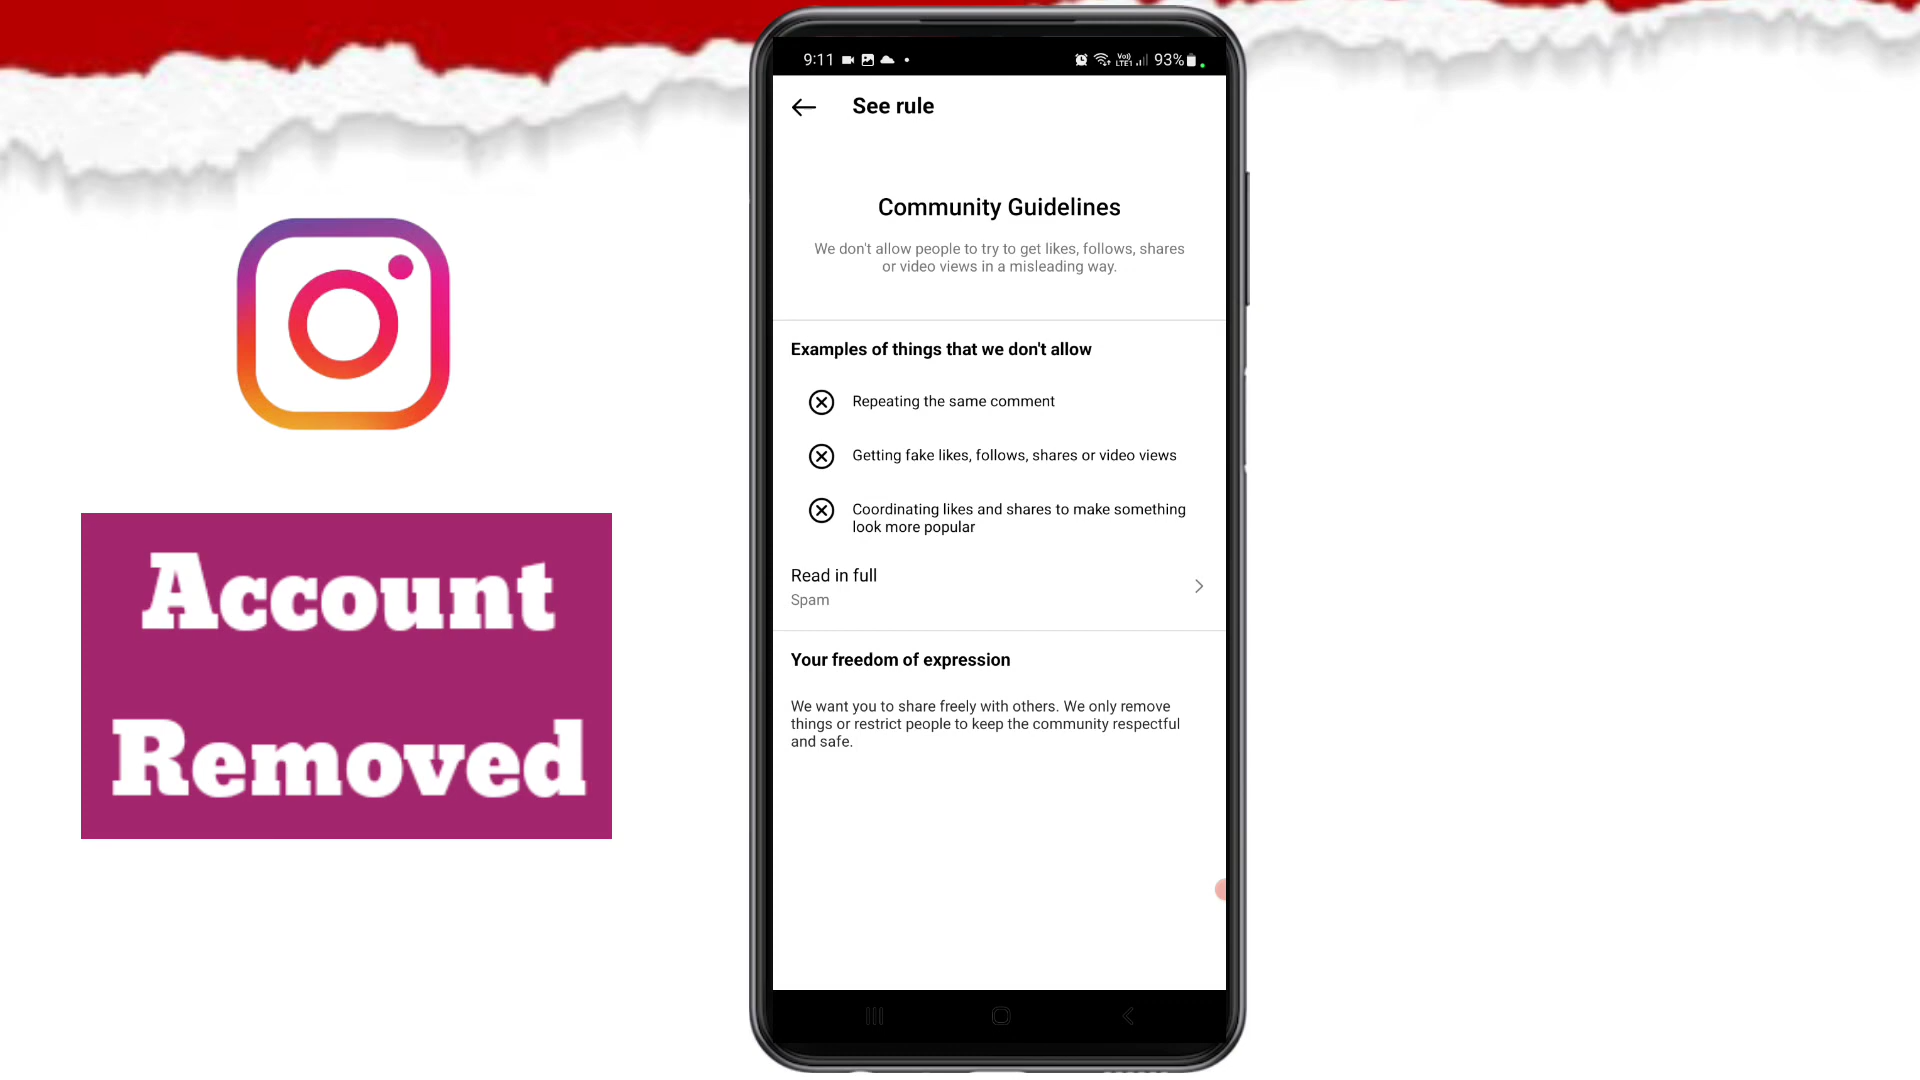 Account
Removed
9:11
Vo))
LTE1
93%
See rule
Community Guidelines
We don't allow people to try to get likes, follows, shares
or video views in a misleading way.
Examples of things that we don't allow
Repeating the same comment
Getting fake likes, follows, shares or video views
Coordinating likes and shares to make something
look more popular
Read in full
Spam
Your freedom of expression
We want you to share freely with others. We only remove
things or restrict people to keep the community respectful
and safe.